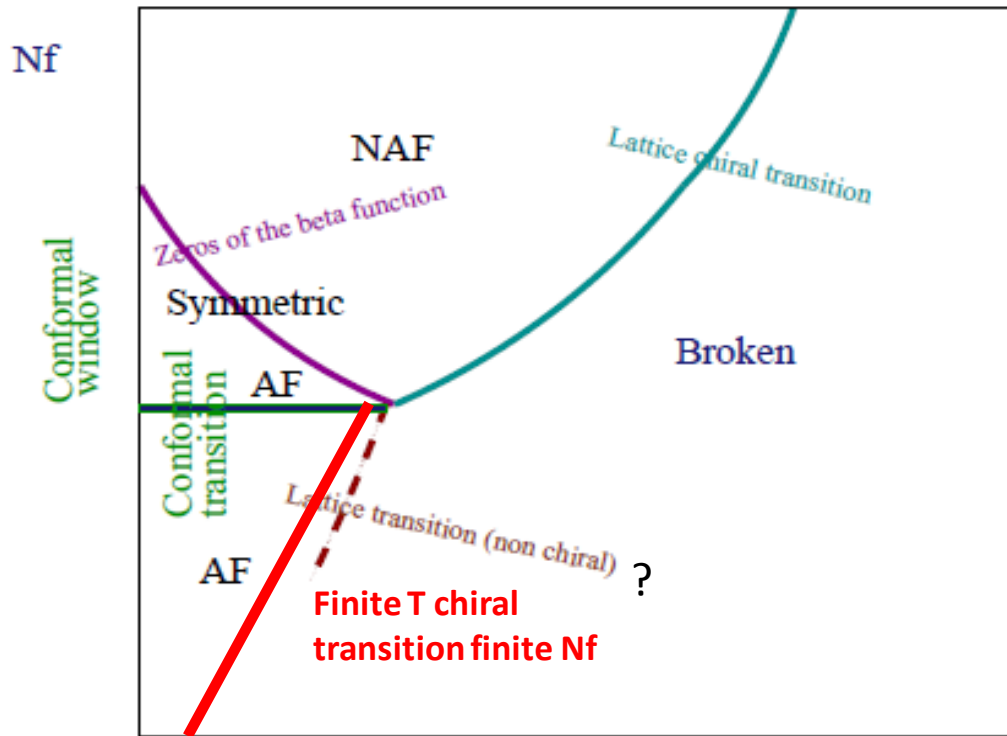 Nf
NAF
Lattice chiral transition
Zeros of the beta function
Conformal
window
Symmetric
Broken
AF
Conformal
transition
Lattice transition (non chiral)
?
AF
Finite T chiral
transition finite Nf